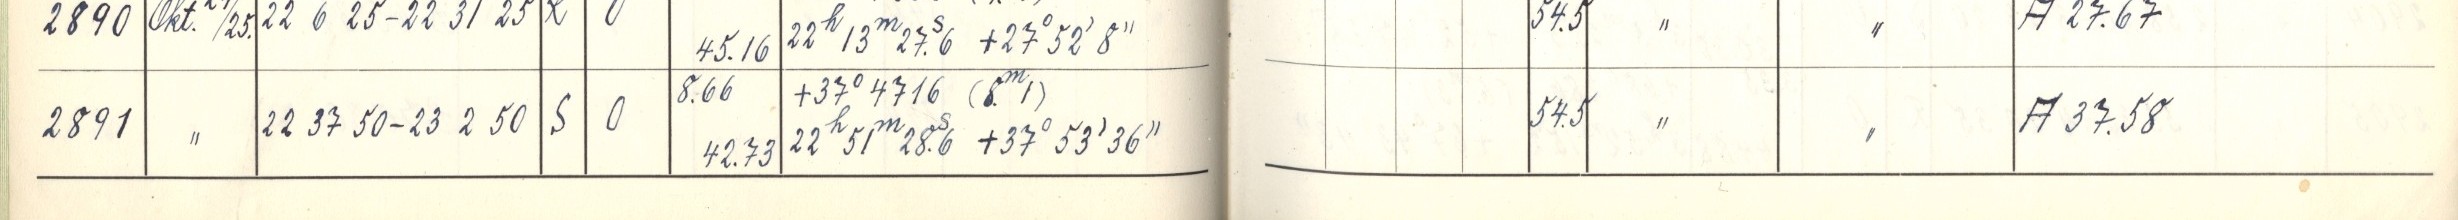 2890 Okt. /25. 22 6 25-22 31 25 0 54.5 " " A 27.67
45.16 22h 13m 27.s6 +27° 52' 8"
8.66 +37° 4716 (8.m1)
2891 " 22 37 50-23 2 50 S 0 54.5 " " A 37.58
42.73 22h 51m 28.s6 +37° 53' 36"